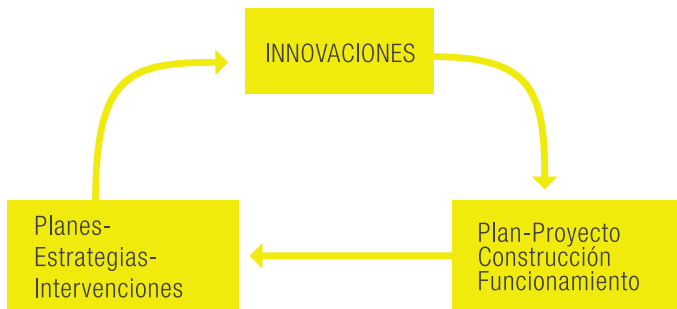 INNOVACIONES
Planes-
Estrategias-
Intervenciones
Plan-Proyecto
Construcción
Funcionamiento